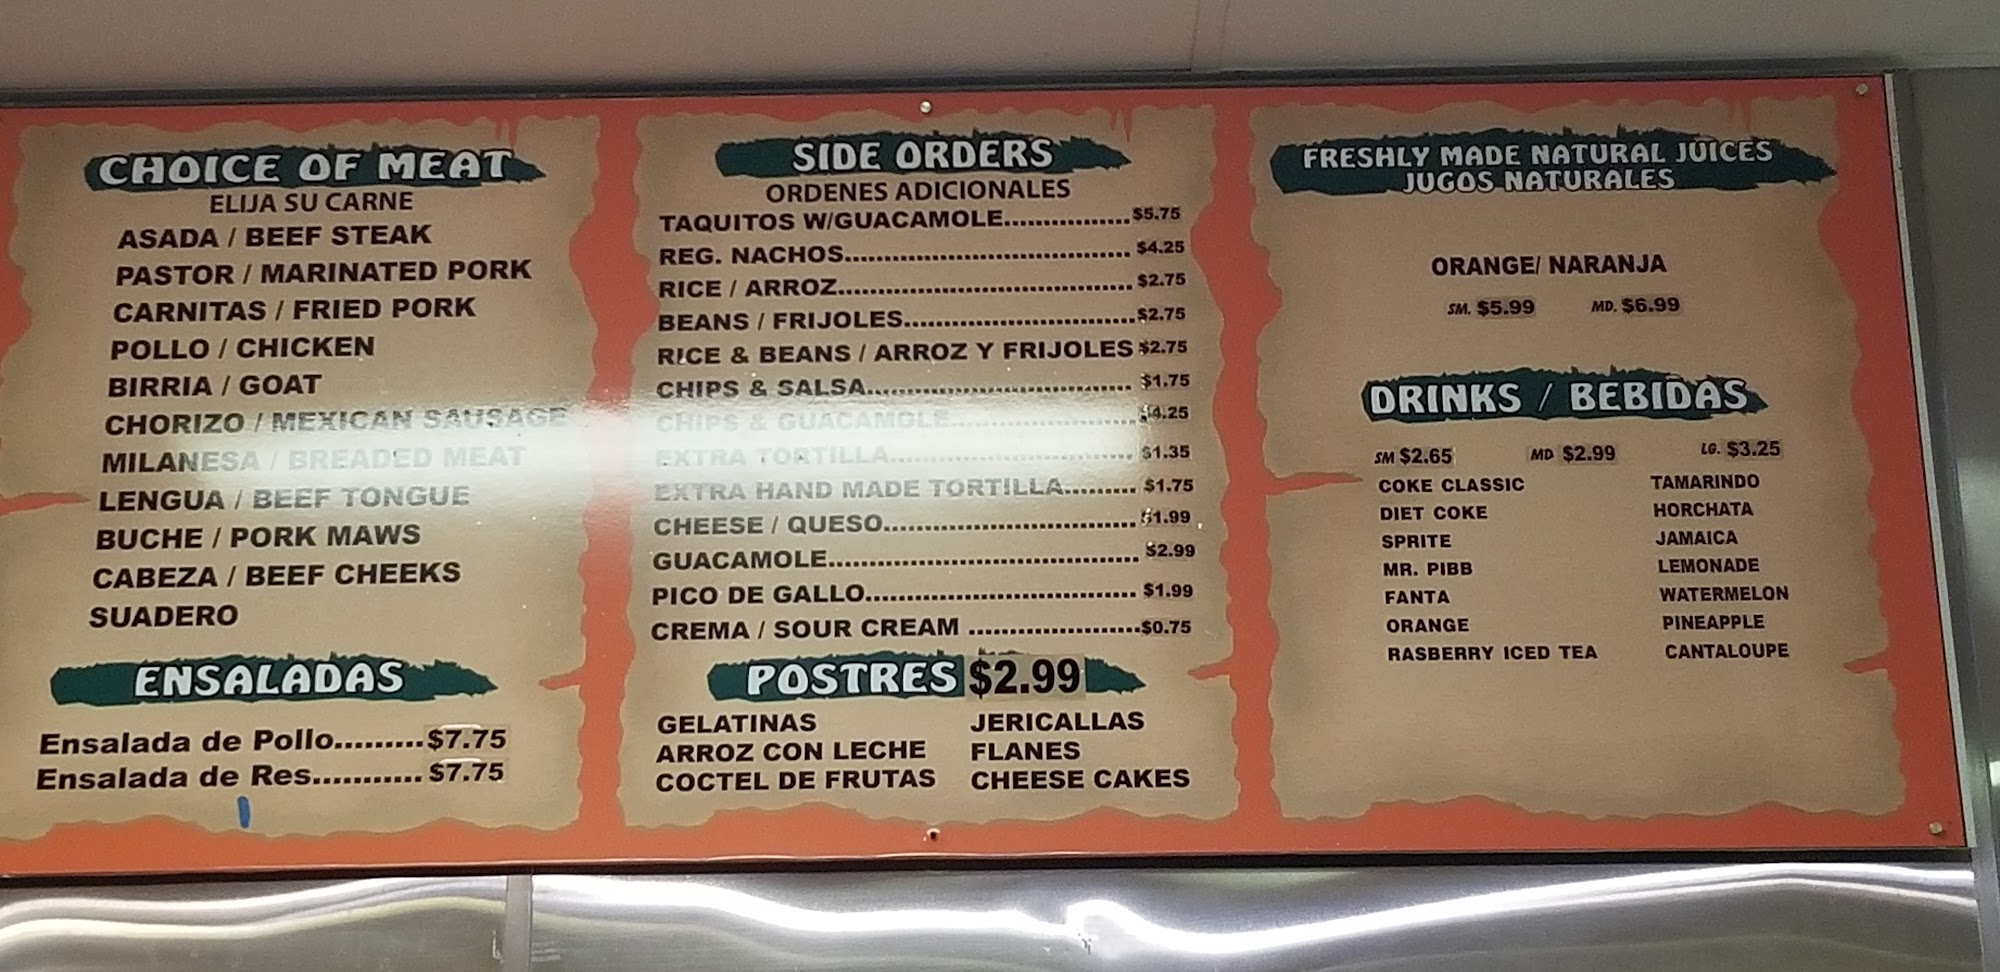 CHOICE OF MEAT
ELIJA SU CARNE
ASADA / BEEF STEAK
PASTOR / MARINATED PORK
CARNITAS / FRIED PORK
POLLO / CHICKEN
BIRRIA / GOAT
CHORIZO / MEXICAN SAUSAGE
MILANESA / BREADED MEAT
LENGUA / BEEF TONGUE
BUCHE / PORK MAWS
CABEZA / BEEF CHEEKS
SUADERO
ENSALADAS
Ensalada de Pollo.........$7.75
Ensalada de Res...........$7.75
SIDE ORDERS
ORDENES ADICIONALES
TAQUITOS W/GUACAMOLE................$5.75
REG. NACHOS....................................$4.25
RICE / ARROZ.....................................$2.75
BEANS / FRIJOLES.............................$2.75
RICE & BEANS / ARROZ Y FRIJOLES $2.75
CHIPS & SALSA.................................$1.75
CHIPS & GUACAMOLE.......................$4.25
EXTRA TORTILLA..............................$1.35
EXTRA HAND MADE TORTILLA.........$1.75
CHEESE / QUESO................................$1.99
GUACAMOLE.......................................$2.99
PICO DE GALLO..................................$1.99
CREMA / SOUR CREAM ......................$0.75
POSTRES $2.99
GELATINAS JERICALLAS
ARROZ CON LECHE FLANES
COCTEL DE FRUTAS CHEESE CAKES
FRESHLY MADE NATURAL JUICES
JUGOS NATURALES
ORANGE/ NARANJA
SM. $5.99 MD. $6.99
DRINKS / BEBIDAS
SM $2.65 MD $2.99 LG. $3.25
COKE CLASSIC TAMARINDO
DIET COKE HORCHATA
SPRITE JAMAICA
MR. PIBB LEMONADE
FANTA WATERMELON
ORANGE PINEAPPLE
RASBERRY ICED TEA CANTALOUPE